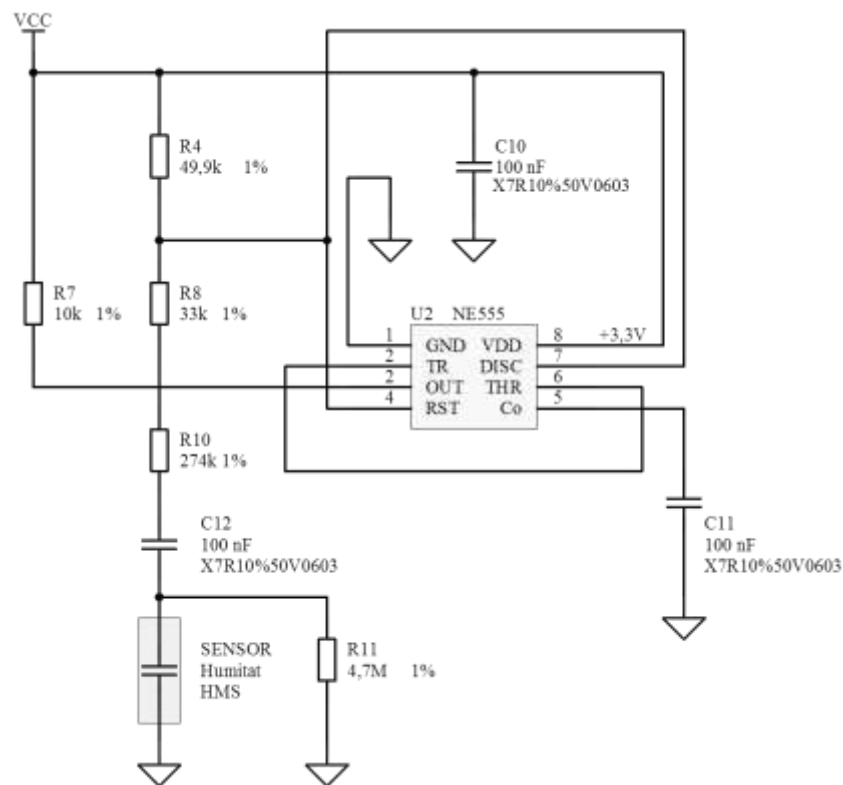 VCC
R4
49,9k 1%
C10
100 nF
X7R10%50V0603
R7
10k 1%
R8
33k 1%
U2 NE555
1 GND VDD 8 +3,3V
2 TR DISC 7
2 OUT THR 6
4 RST Co 5
R10
274k 1%
C12
100 nF
X7R10%50V0603
C11
100 nF
X7R10%50V0603
SENSOR
Humitat
HMS
R11
4,7M 1%